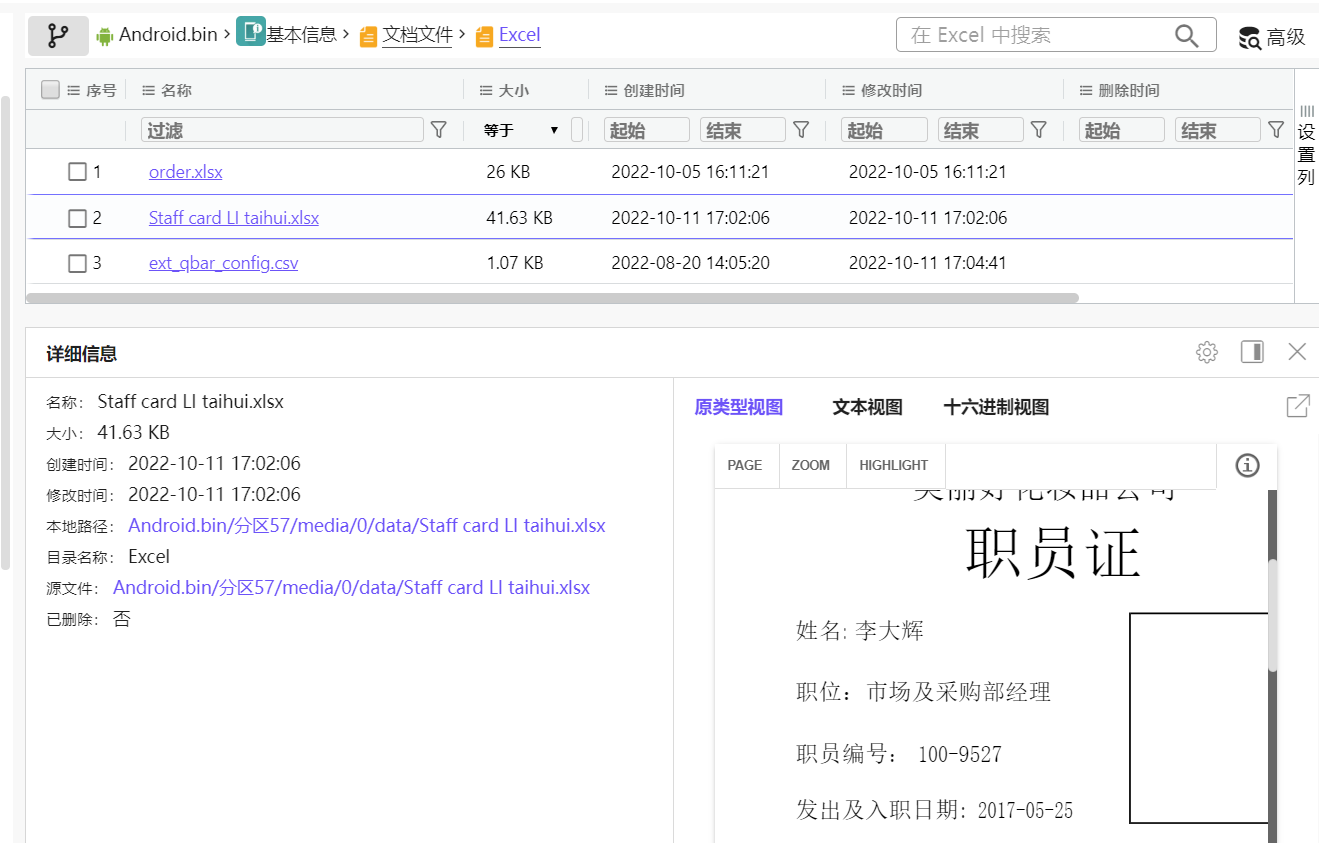 Android.bin › 基本信息 › 文档文件 › Excel
在 Excel 中搜索
高级
序号 名称 大小 创建时间 修改时间 删除时间
过滤 等于 起始 结束 起始 结束 起始 结束
设置列
1 order.xlsx 26 KB 2022-10-05 16:11:21 2022-10-05 16:11:21
2 Staff card LI taihui.xlsx 41.63 KB 2022-10-11 17:02:06 2022-10-11 17:02:06
3 ext_qbar_config.csv 1.07 KB 2022-08-20 14:05:20 2022-10-11 17:04:41
详细信息
名称: Staff card LI taihui.xlsx
大小: 41.63 KB
创建时间: 2022-10-11 17:02:06
修改时间: 2022-10-11 17:02:06
本地路径: Android.bin/分区57/media/0/data/Staff card LI taihui.xlsx
目录名称: Excel
源文件: Android.bin/分区57/media/0/data/Staff card LI taihui.xlsx
已删除: 否
原类型视图 文本视图 十六进制视图
PAGE ZOOM HIGHLIGHT
职员证
姓名: 李大辉
职位：市场及采购部经理
职员编号： 100-9527
发出及入职日期: 2017-05-25